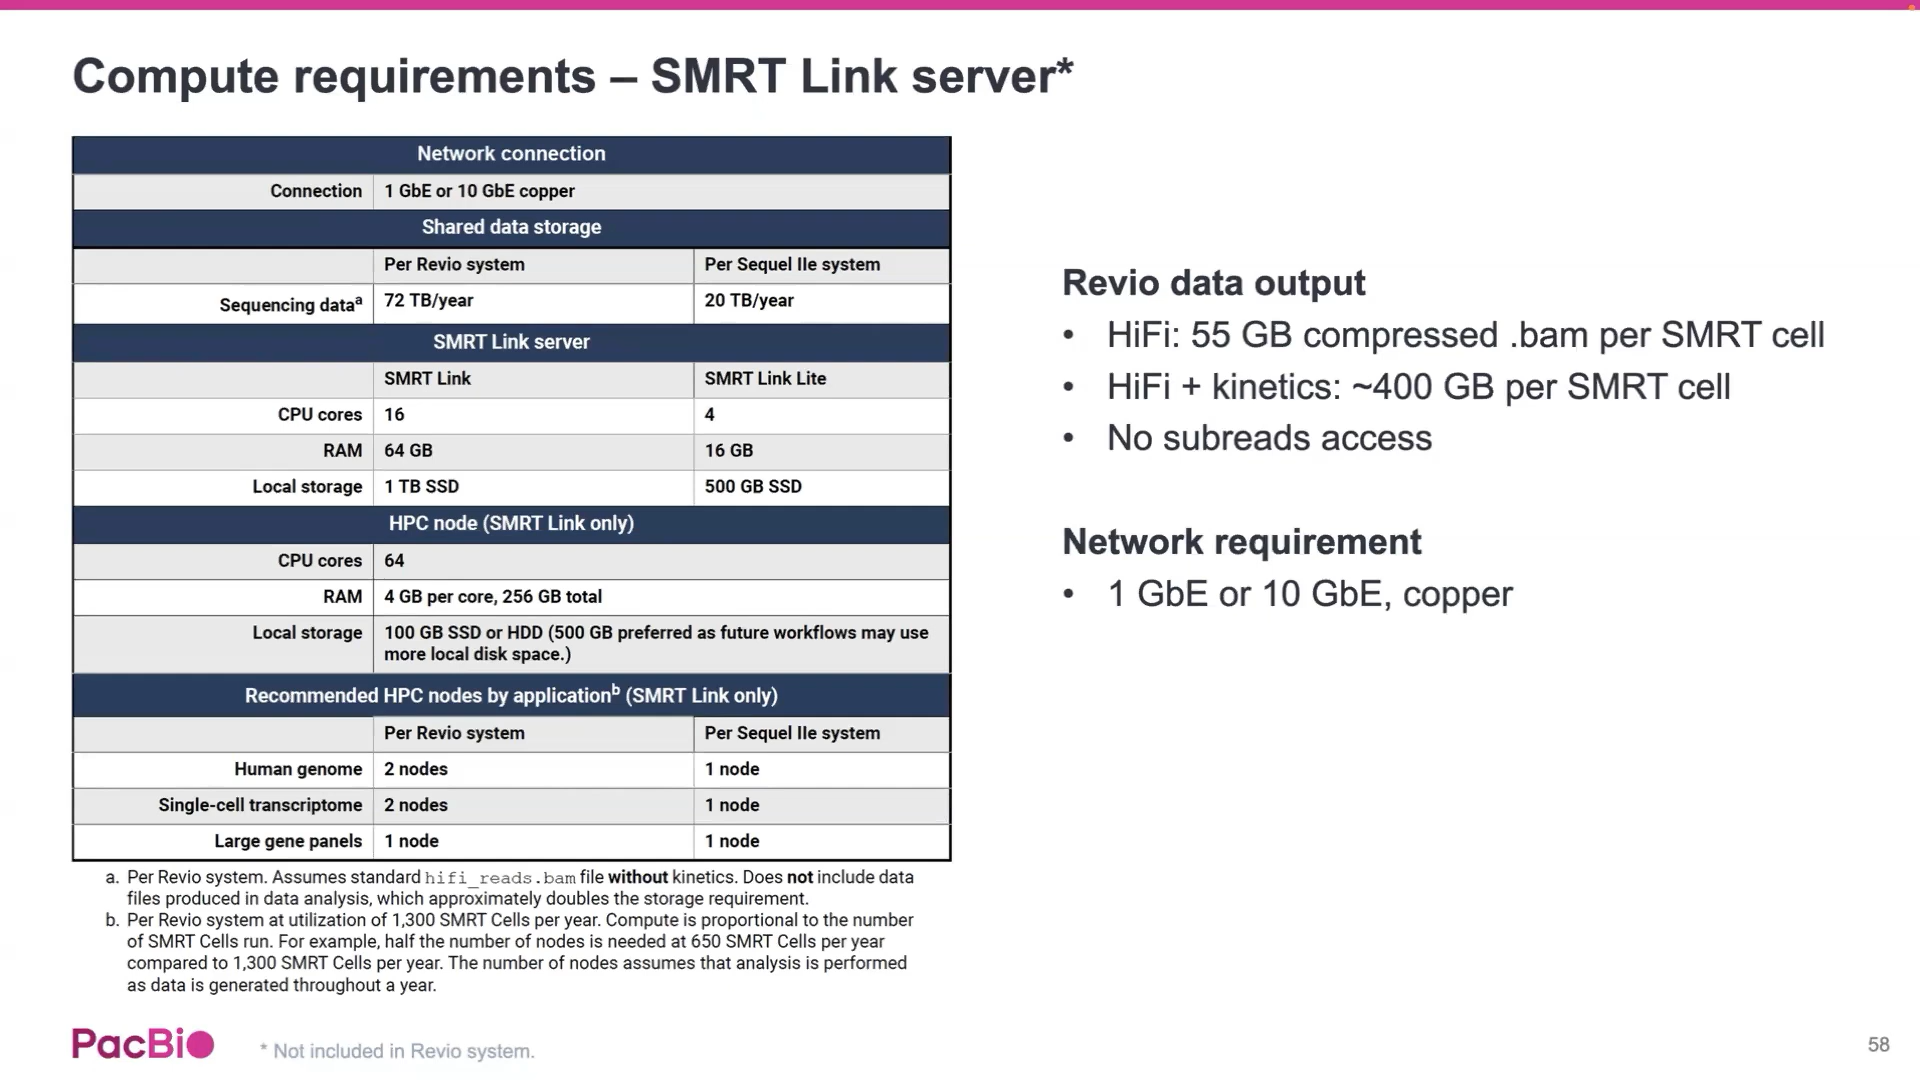 Compute requirements – SMRT Link server*
Network connection
Connection 1 GbE or 10 GbE copper
Shared data storage
Per Revio system Per Sequel IIe system
Sequencing dataᵃ 72 TB/year 20 TB/year
SMRT Link server
SMRT Link SMRT Link Lite
CPU cores 16 4
RAM 64 GB 16 GB
Local storage 1 TB SSD 500 GB SSD
HPC node (SMRT Link only)
CPU cores 64
RAM 4 GB per core, 256 GB total
Local storage 100 GB SSD or HDD (500 GB preferred as future workflows may use
more local disk space.)
Recommended HPC nodes by applicationᵇ (SMRT Link only)
Per Revio system Per Sequel IIe system
Human genome 2 nodes 1 node
Single-cell transcriptome 2 nodes 1 node
Large gene panels 1 node 1 node
a. Per Revio system. Assumes standard hifi_reads.bam file without kinetics. Does not include data
files produced in data analysis, which approximately doubles the storage requirement.
b. Per Revio system at utilization of 1,300 SMRT Cells per year. Compute is proportional to the number
of SMRT Cells run. For example, half the number of nodes is needed at 650 SMRT Cells per year
compared to 1,300 SMRT Cells per year. The number of nodes assumes that analysis is performed
as data is generated throughout a year.
Revio data output
• HiFi: 55 GB compressed .bam per SMRT cell
• HiFi + kinetics: ~400 GB per SMRT cell
• No subreads access
Network requirement
• 1 GbE or 10 GbE, copper
PacBio
* Not included in Revio system.
58